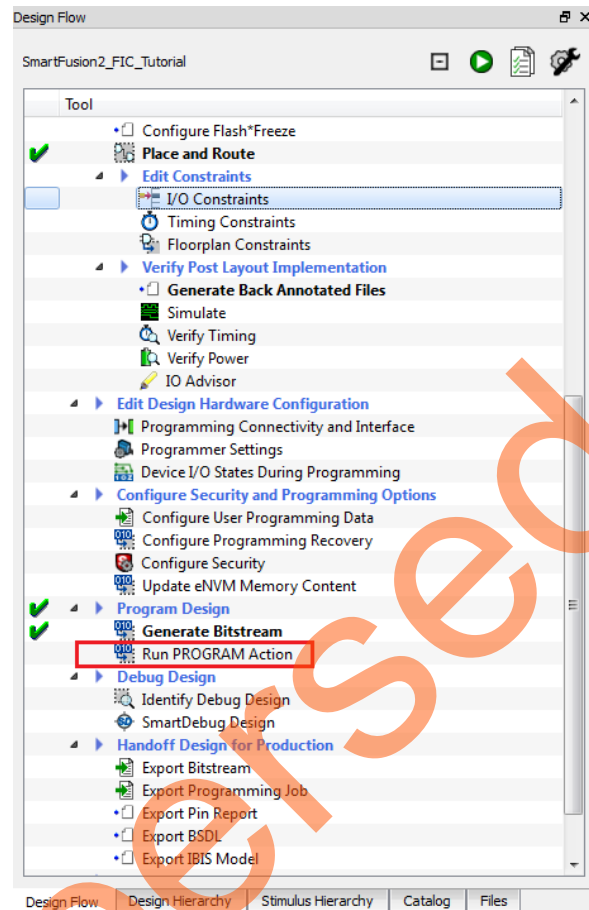 Design Flow
SmartFusion2_FIC_Tutorial
Tool
Configure Flash*Freeze
Place and Route
Edit Constraints
I/O Constraints
Timing Constraints
Floorplan Constraints
Verify Post Layout Implementation
Generate Back Annotated Files
Simulate
Verify Timing
Verify Power
IO Advisor
Edit Design Hardware Configuration
Programming Connectivity and Interface
Programmer Settings
Device I/O States During Programming
Configure Security and Programming Options
Configure User Programming Data
Configure Programming Recovery
Configure Security
Update eNVM Memory Content
Program Design
Generate Bitstream
Run PROGRAM Action
Debug Design
Identify Debug Design
SmartDebug Design
Handoff Design for Production
Export Bitstream
Export Programming Job
Export Pin Report
Export BSDL
Export IBIS Model
Design Flow Design Hierarchy Stimulus Hierarchy Catalog Files